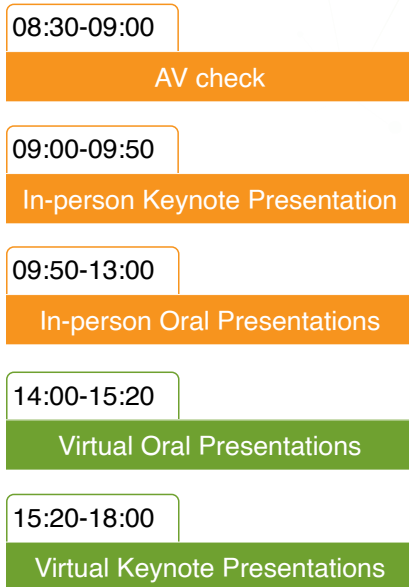 08:30-09:00
AV check
09:00-09:50
In-person Keynote Presentation
09:50-13:00
In-person Oral Presentations
14:00-15:20
Virtual Oral Presentations
15:20-18:00
Virtual Keynote Presentations